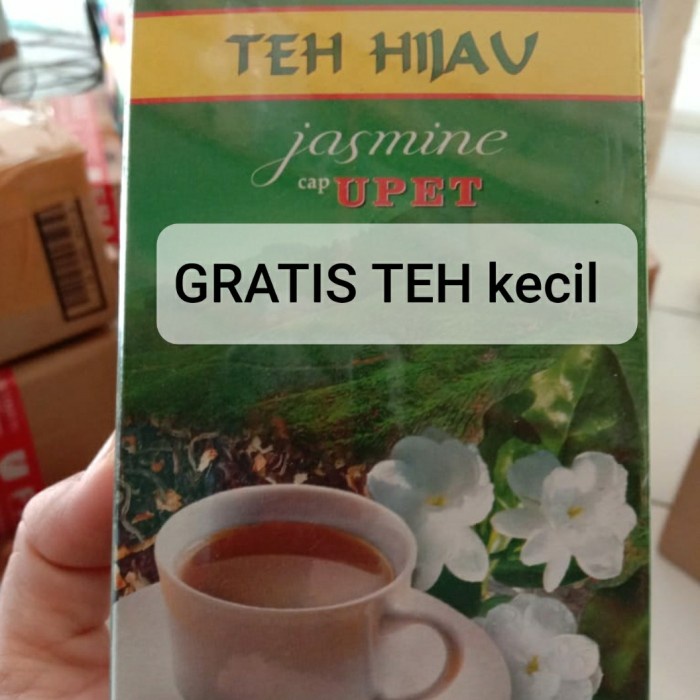 TEH HIJAU
jasmine
cap UPET
GRATIS TEH kecil